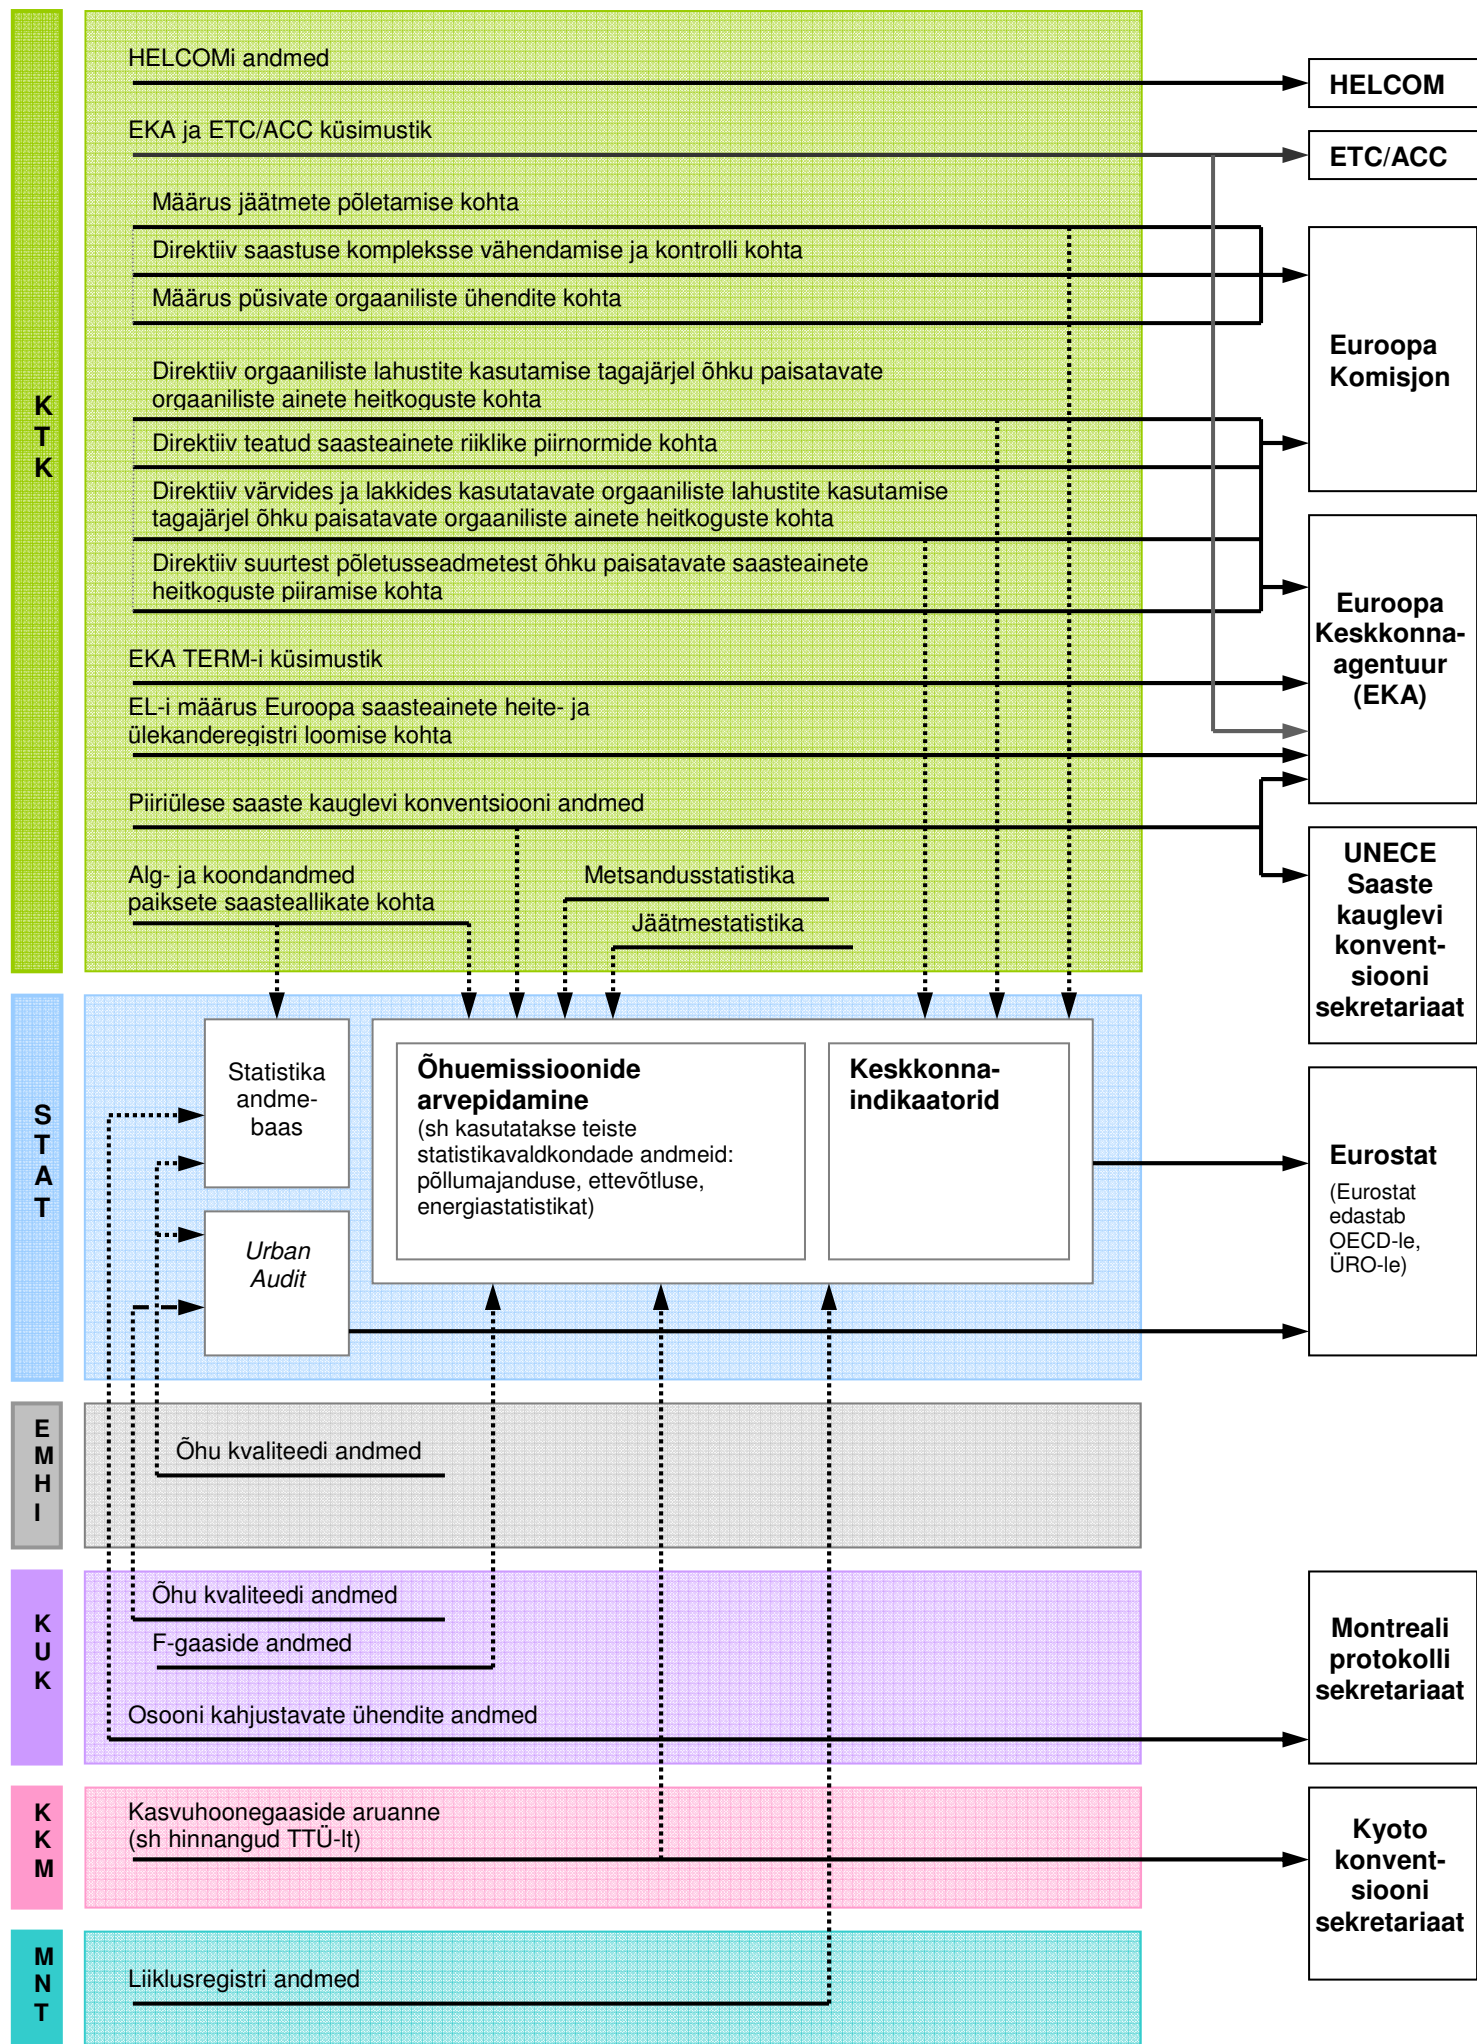 HELCOMi andmed
HELCOM
EKA ja ETC/ACC küsimustik
ETC/ACC
Määrus jäätmete põletamise kohta
Direktiiv saastuse kompleksse vähendamise ja kontrolli kohta
Määrus püsivate orgaaniliste ühendite kohta
Euroopa
Komisjon
Direktiiv orgaaniliste lahustite kasutamise tagajärjel õhku paisatavate
orgaaniliste ainete heitkoguste kohta
K
T
K
Direktiiv teatud saasteainete riiklike piirnormide kohta
Direktiiv värvides ja lakkides kasutatavate orgaaniliste lahustite kasutamise
tagajärjel õhku paisatavate orgaaniliste ainete heitkoguste kohta
Direktiiv suurtest põletusseadmetest õhku paisatavate saasteainete
heitkoguste piiramise kohta
Euroopa
Keskkonna-
agentuur
(EKA)
EKA TERM-i küsimustik
EL-i määrus Euroopa saasteainete heite- ja
ülekanderegistri loomise kohta
Piiriülese saaste kauglevi konventsiooni andmed
UNECE
Saaste
kauglevi
konvent-
siooni
sekretariaat
Alg- ja koondandmed
paiksete saasteallikate kohta
Metsandusstatistika
Jäätmestatistika
S
T
A
T
Statistika
andme-
baas
Õhuemissioonide
arvepidamine
(sh kasutatakse teiste
statistikavaldkondade andmeid:
põllumajanduse, ettevõtluse,
energiastatistikat)
Keskkonna-
indikaatorid
Eurostat
(Eurostat
edastab
OECD-le,
ÜRO-le)
Urban
Audit
E
M
H
I
Õhu kvaliteedi andmed
K
U
K
Õhu kvaliteedi andmed
F-gaaside andmed
Osooni kahjustavate ühendite andmed
Montreali
protokolli
sekretariaat
K
K
M
Kasvuhoonegaaside aruanne
(sh hinnangud TTÜ-lt)
Kyoto
konvent-
siooni
sekretariaat
M
N
T
Liiklusregistri andmed